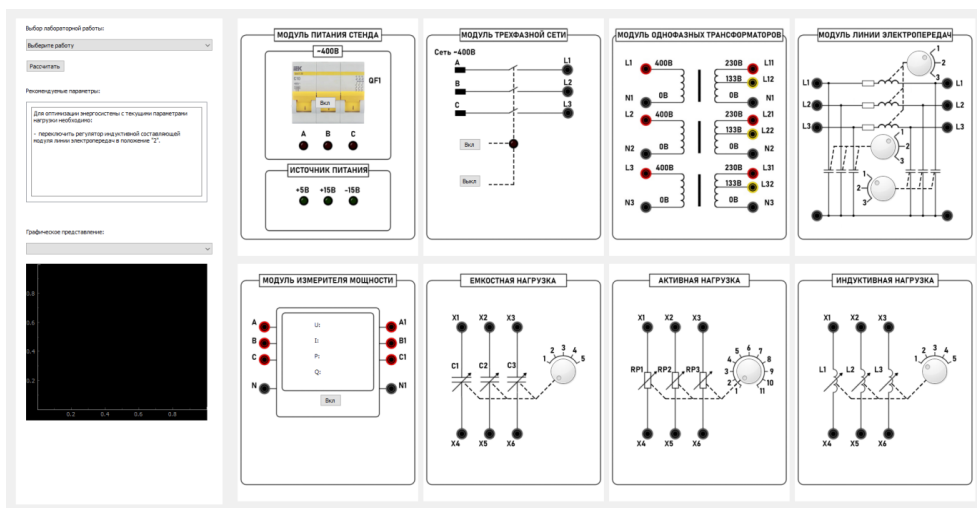 Выбор лабораторной работы:
Выберите работу
Рассчитать
Рекомендуемые параметры:
Для оптимизации энергосистемы с текущими параметрами
нагрузки необходимо:
- переключить регулятор индуктивной составляющей
модуля линии электропередач в положение "2".
Графическое представление:
0.8
0.6
0.4
0.2
0.2 0.4 0.6 0.8
МОДУЛЬ ПИТАНИЯ СТЕНДА
~400В
IEK
QF1
Вкл
A B C
ИСТОЧНИК ПИТАНИЯ
+5В +15В -15В
МОДУЛЬ ТРЕХФАЗНОЙ СЕТИ
Сеть ~400В
A L1
B L2
C L3
Вкл
Выкл
МОДУЛЬ ОДНОФАЗНЫХ ТРАНСФОРМАТОРОВ
L1 400В 230В L11
133В L12
N1 0В 0В N1
L2 400В 230В L21
133В L22
N2 0В 0В N2
L3 400В 230В L31
133В L32
N3 0В 0В N3
МОДУЛЬ ЛИНИИ ЭЛЕКТРОПЕРЕДАЧ
1
2
3
L1 L1
L2 L2
L3 L3
1
2
3
1
2
3
МОДУЛЬ ИЗМЕРИТЕЛЯ МОЩНОСТИ
A U: A1
B I: B1
C P: C1
Q:
N N1
Вкл
ЕМКОСТНАЯ НАГРУЗКА
X1 X2 X3
C1 C2 C3
1 2 3 4 5
X4 X5 X6
АКТИВНАЯ НАГРУЗКА
X1 X2 X3
RP1 RP2 RP3
1 2 3 4 5 6 7 8 9 10 11
X4 X5 X6
ИНДУКТИВНАЯ НАГРУЗКА
X1 X2 X3
L1 L2 L3
1 2 3 4 5
X4 X5 X6